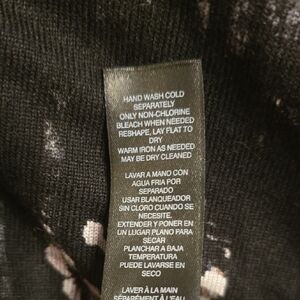 HAND WASH COLD
SEPARATELY
ONLY NON-CHLORINE
BLEACH WHEN NEEDED
RESHAPE, LAY FLAT TO
DRY
WARM IRON AS NEEDED
MAY BE DRY CLEANED
LAVAR A MANO CON
AGUA FRIA POR
SEPARADO
USAR BLANQUEADOR
SIN CLORO CUANDO SE
NECESITE.
EXTENDER Y PONER EN
UN LUGAR PLANO PARA
SECAR
PLANCHAR A BAJA
TEMPERATURA
PUEDE LAVARSE EN
SECO
LAVER À LA MAIN
SÉPARÉMENT À L'EAU